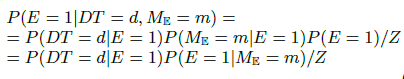 P(E = 1|DT = d, M_E = m) =
= P(DT = d|E = 1)P(M_E = m|E = 1)P(E = 1)/Z
= P(DT = d|E = 1)P(E = 1|M_E = m)/Z